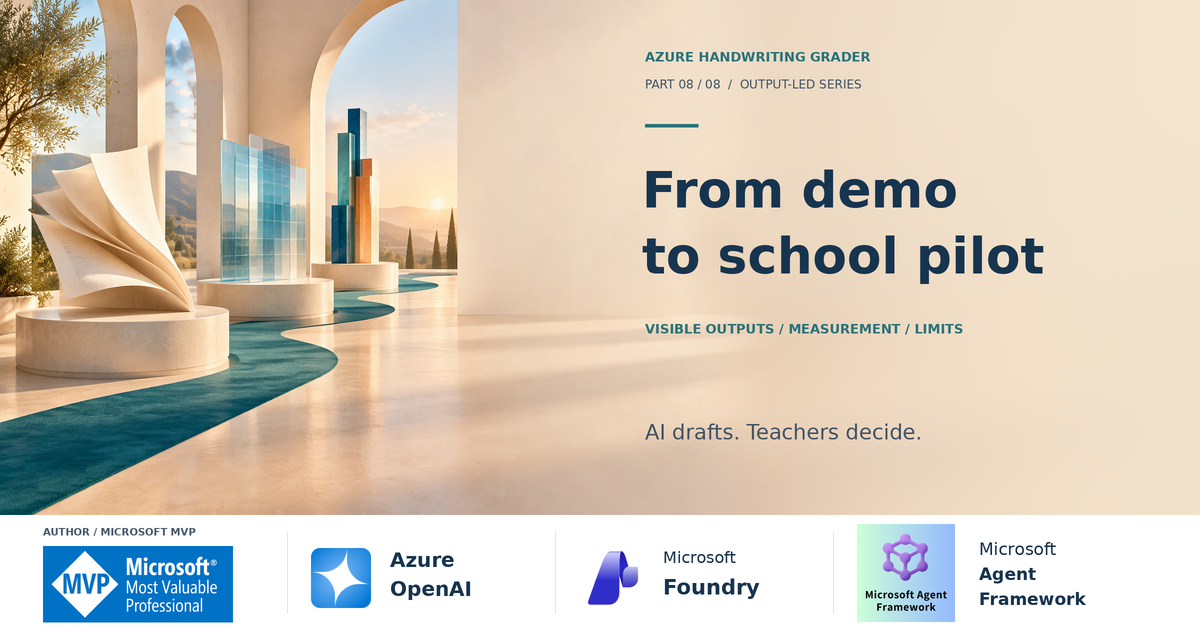 AZURE HANDWRITING GRADER
PART 08 / 08 / OUTPUT-LED SERIES
From demo
to school pilot
VISIBLE OUTPUTS / MEASUREMENT / LIMITS
AI drafts. Teachers decide.
AUTHOR / MICROSOFT MVP
MVP
Microsoft®
Most Valuable
Professional
Azure
OpenAI
Microsoft
Foundry
Microsoft Agent
Framework
Microsoft
Agent
Framework